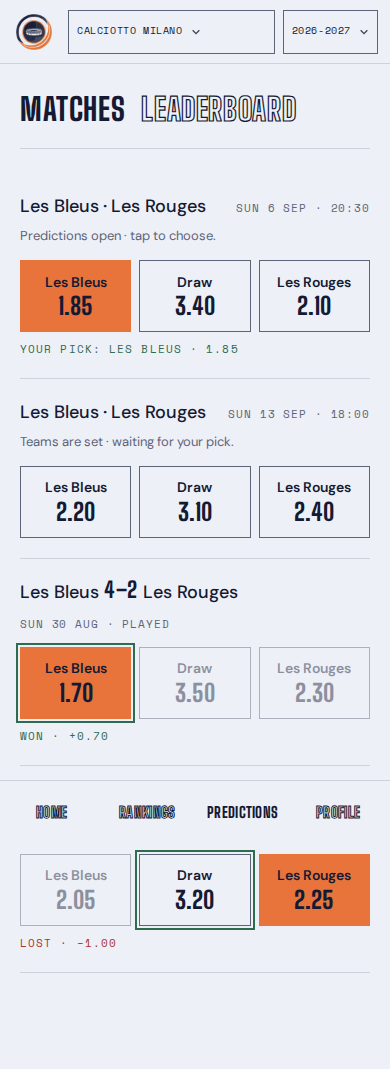 CALCIOTTO MILANO
2026-2027
MATCHES LEADERBOARD
Les Bleus · Les Rouges SUN 6 SEP · 20:30
Predictions open · tap to choose.
Les Bleus Draw Les Rouges
1.85 3.40 2.10
YOUR PICK: LES BLEUS · 1.85
Les Bleus · Les Rouges SUN 13 SEP · 18:00
Teams are set · waiting for your pick.
Les Bleus Draw Les Rouges
2.20 3.10 2.40
Les Bleus 4–2 Les Rouges
SUN 30 AUG · PLAYED
Les Bleus Draw Les Rouges
1.70 3.50 2.30
WON · +0.70
HOME RANKINGS PREDICTIONS PROFILE
Les Bleus Draw Les Rouges
2.05 3.20 2.25
LOST · −1.00